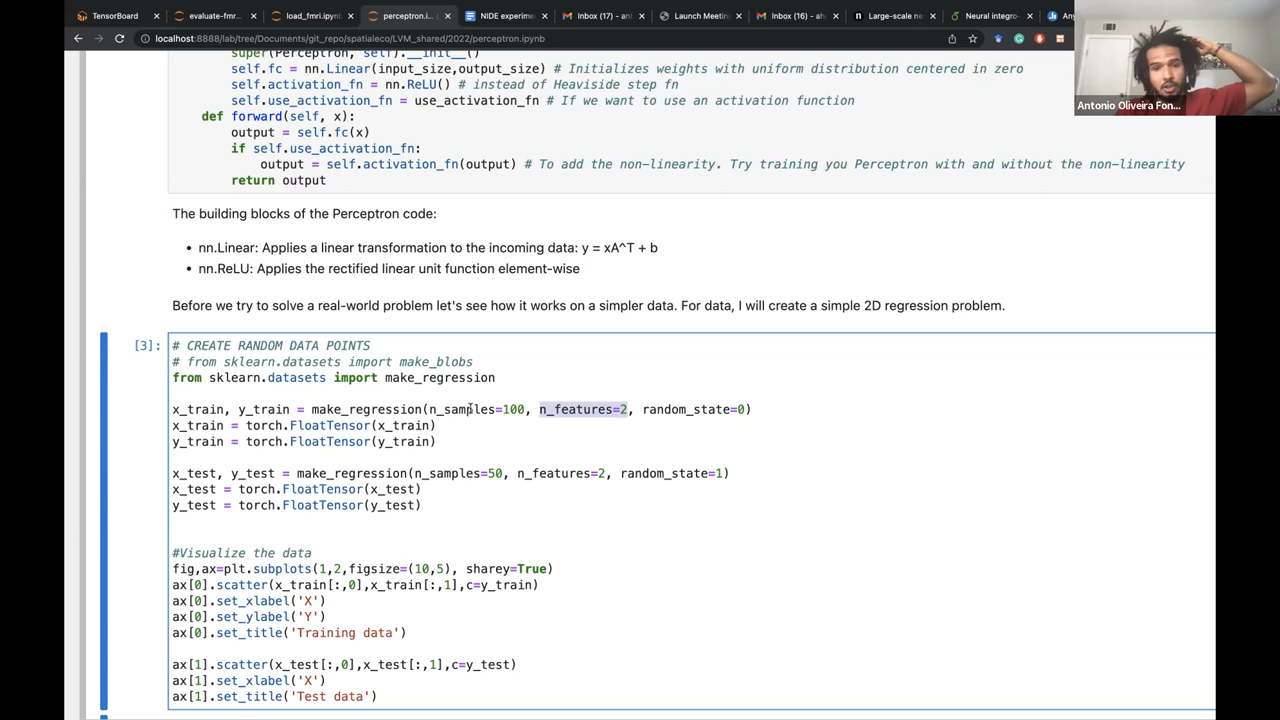 TensorBoard
evaluate-fmr...
load_fmri.ipynb
perceptron.i...
NIDE experime
Inbox (17) - ant
Launch Meeting
Inbox (16) - aho
Large-scale ne
Neural integro-
Any
localhost:8888/lab/tree/Documents/git_repo/spatialeco/LVM_shared/2022/perceptron.ipynb
Antonio Oliveira Fon...
super(Perceptron, self).__init__()
self.fc = nn.Linear(input_size,output_size) # Initializes weights with uniform distribution centered in zero
self.activation_fn = nn.ReLU() # instead of Heaviside step fn
self.use_activation_fn = use_activation_fn # If we want to use an activation function
def forward(self, x):
output = self.fc(x)
if self.use_activation_fn:
output = self.activation_fn(output) # To add the non-linearity. Try training you Perceptron with and without the non-linearity
return output
The building blocks of the Perceptron code:
• nn.Linear: Applies a linear transformation to the incoming data: y = xA^T + b
• nn.ReLU: Applies the rectified linear unit function element-wise
Before we try to solve a real-world problem let's see how it works on a simpler data. For data, I will create a simple 2D regression problem.
[3]:
# CREATE RANDOM DATA POINTS
# from sklearn.datasets import make_blobs
from sklearn.datasets import make_regression
x_train, y_train = make_regression(n_samples=100, n_features=2, random_state=0)
x_train = torch.FloatTensor(x_train)
y_train = torch.FloatTensor(y_train)
x_test, y_test = make_regression(n_samples=50, n_features=2, random_state=1)
x_test = torch.FloatTensor(x_test)
y_test = torch.FloatTensor(y_test)
#Visualize the data
fig,ax=plt.subplots(1,2,figsize=(10,5), sharey=True)
ax[0].scatter(x_train[:,0],x_train[:,1],c=y_train)
ax[0].set_xlabel('X')
ax[0].set_ylabel('Y')
ax[0].set_title('Training data')
ax[1].scatter(x_test[:,0],x_test[:,1],c=y_test)
ax[1].set_xlabel('X')
ax[1].set_title('Test data')